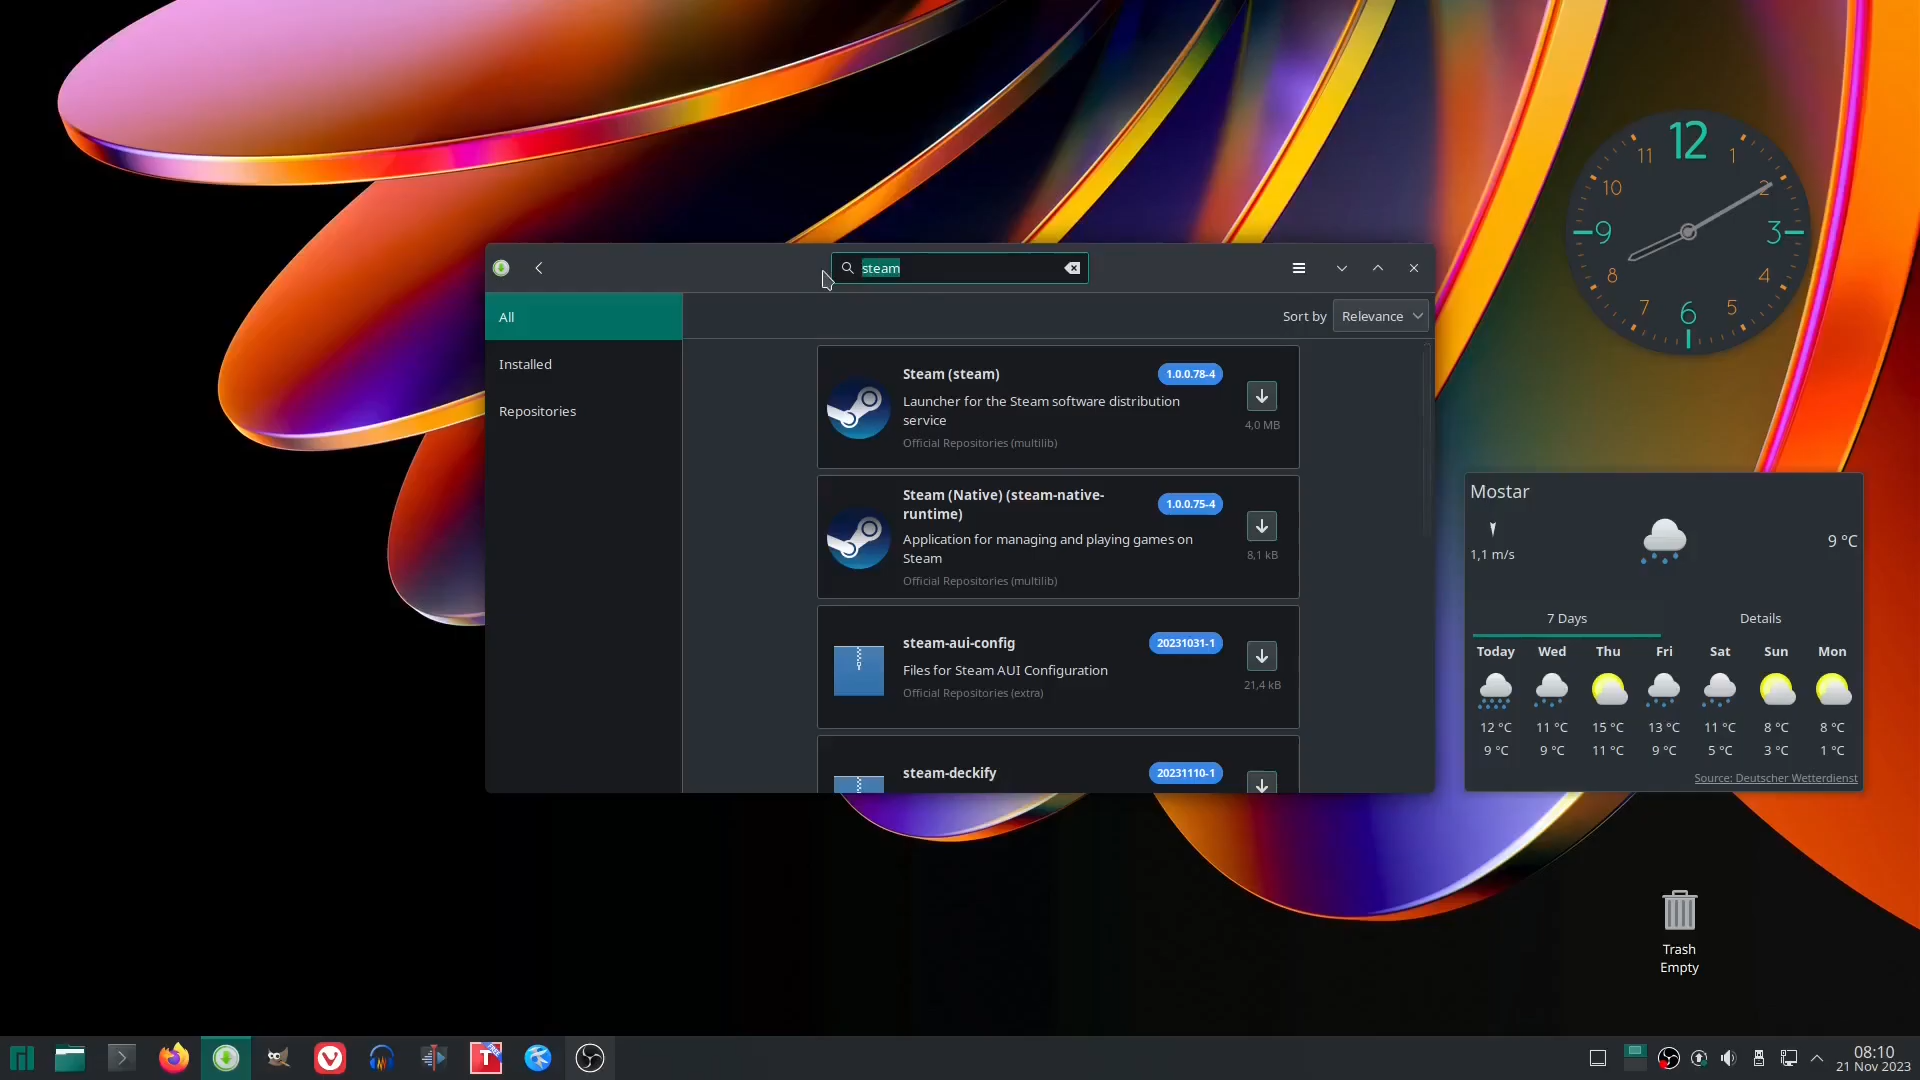 steam
All
Installed
Repositories
Sort by Relevance
Steam (steam)
1.0.0.78-4
Launcher for the Steam software distribution
service
Official Repositories (multilib)
4,0 MB
Steam (Native) (steam-native-
runtime)
1.0.0.75-4
Application for managing and playing games on
Steam
Official Repositories (multilib)
8,1 kB
steam-aui-config
20231031-1
Files for Steam AUI Configuration
Official Repositories (extra)
21,4 kB
steam-deckify
20231110-1
12
1
2
3
4
5
6
7
8
9
10
11
Mostar
1,1 m/s
9 °C
7 Days Details
Today Wed Thu Fri Sat Sun Mon
12 °C 11 °C 15 °C 13 °C 11 °C 8 °C 8 °C
9 °C 9 °C 11 °C 9 °C 5 °C 3 °C 1 °C
Source: Deutscher Wetterdienst
Trash
Empty
T FREE
08:10
21 Nov 2023